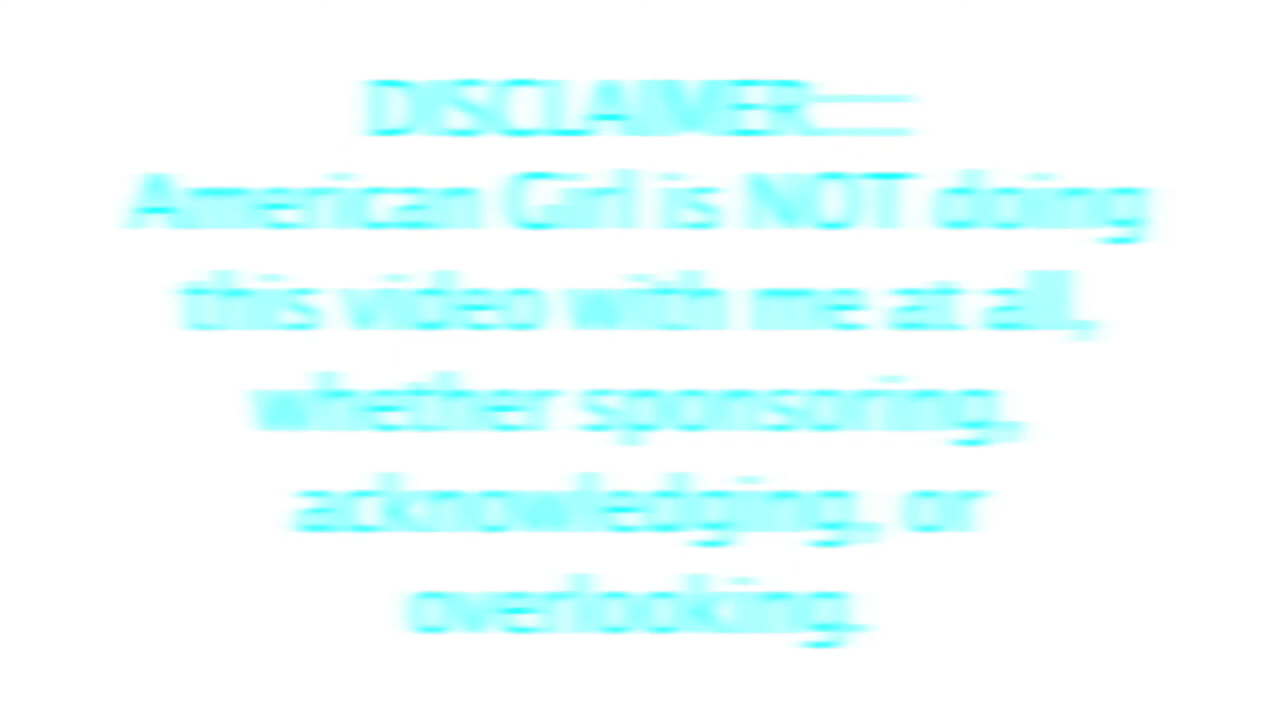 DISCLAIMER==
American Girl is NOT doing
this video with me at all,
whether sponsoring,
acknowledging, or
overlooking.